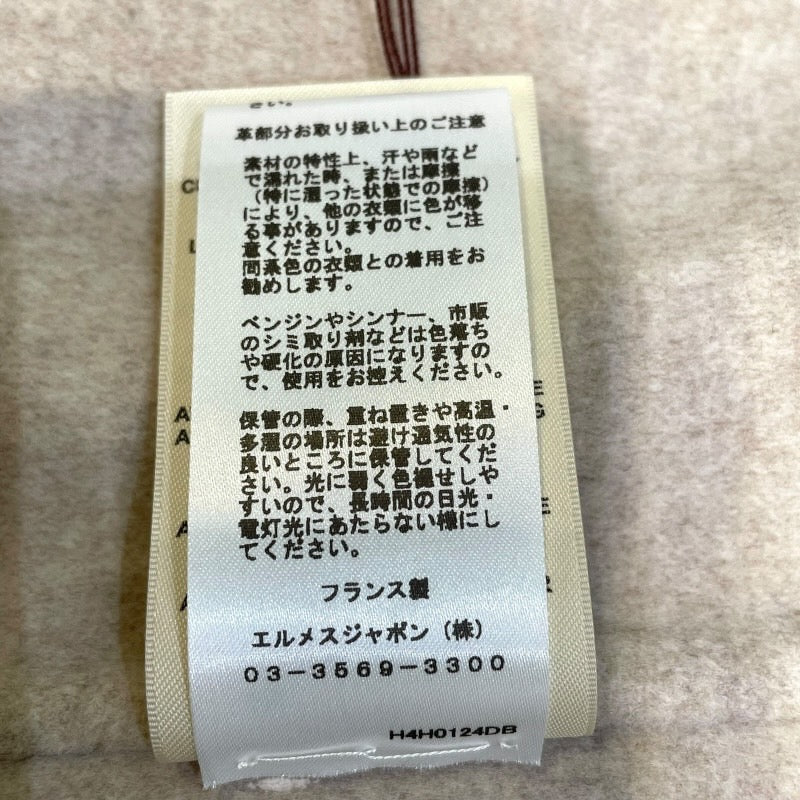 さい。
革部分お取り扱い上のご注意
素材の特性上、汗や雨など
で濡れた時、または摩擦
（特に湿った状態での摩擦）
により、他の衣類に色が移
る事がありますので、ご注
意ください。
同系色の衣類との着用をお
勧めします。
ベンジンやシンナー、市販
のシミ取り剤などは色落ち
や硬化の原因になりますの
で、使用をお控えください。
保管の際、重ね置きや高温・
多湿の場所は避け通気性の
良いところに保管してくだ
さい。光に弱く色褪せしや
すいので、長時間の日光・
電灯光にあたらない様にし
てください。
フランス製
エルメスジャポン（株）
03-3569-3300
H4H0124DB